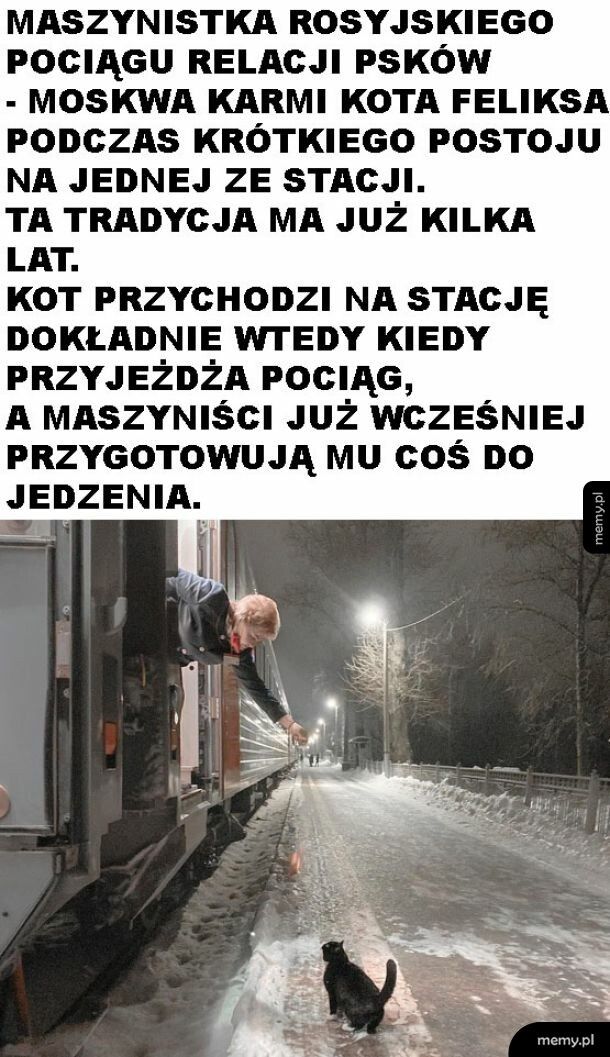 MASZYNISTKA ROSYJSKIEGO
POCIĄGU RELACJI PSKÓW
- MOSKWA KARMI KOTA FELIKSA
PODCZAS KRÓTKIEGO POSTOJU
NA JEDNEJ ZE STACJI.
TA TRADYCJA MA JUŻ KILKA
LAT.
KOT PRZYCHODZI NA STACJĘ
DOKŁADNIE WTEDY KIEDY
PRZYJEŻDŻA POCIĄG,
A MASZYNIŚCI JUŻ WCZEŚNIEJ
PRZYGOTOWUJĄ MU COŚ DO
JEDZENIA.
memy.pl
memy.pl